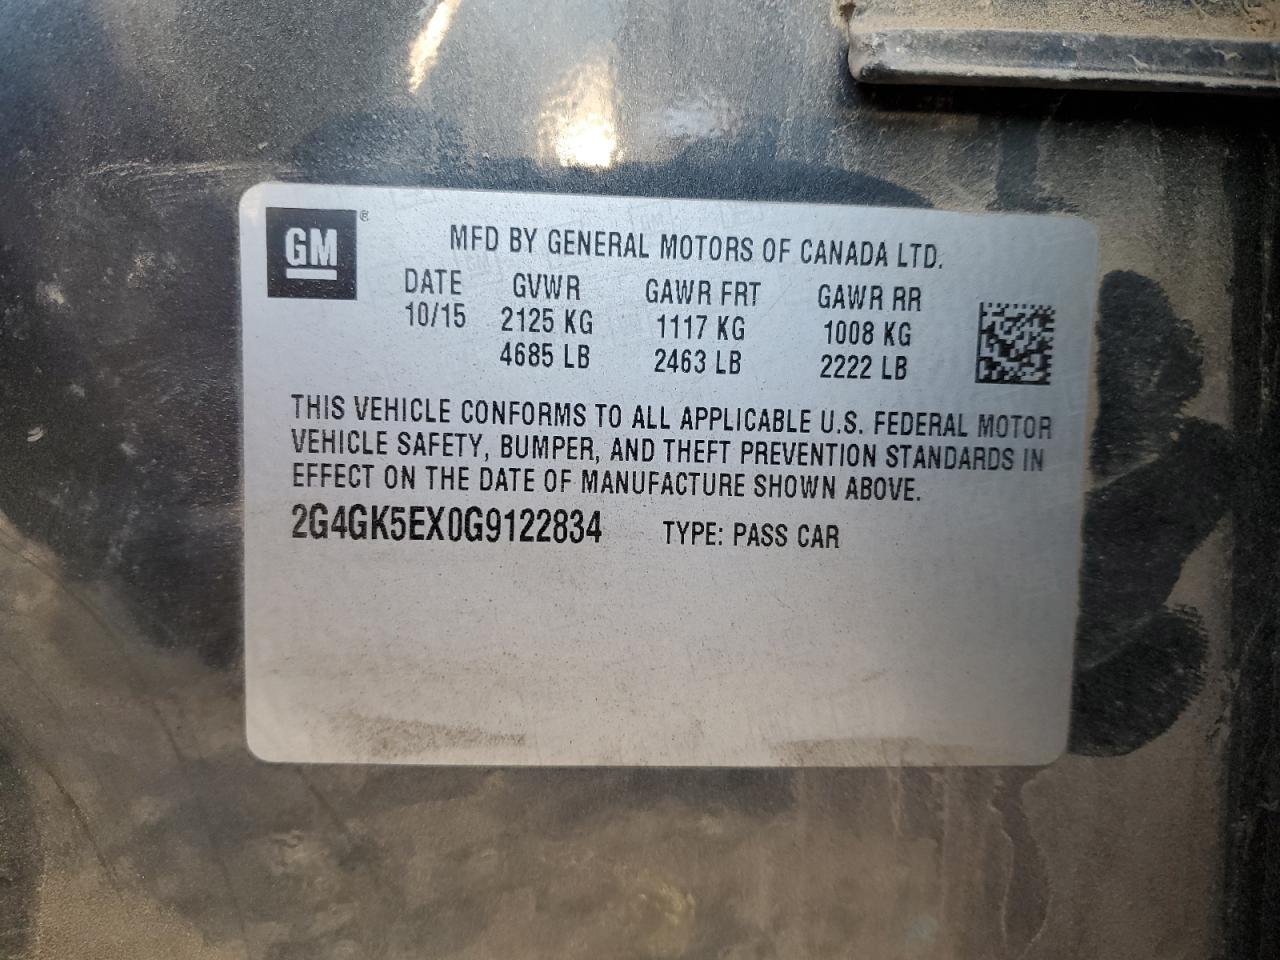 GM ®
MFD BY GENERAL MOTORS OF CANADA LTD.
DATE GVWR GAWR FRT GAWR RR
10/15 2125 KG 1117 KG 1008 KG
4685 LB 2463 LB 2222 LB
THIS VEHICLE CONFORMS TO ALL APPLICABLE U.S. FEDERAL MOTOR
VEHICLE SAFETY, BUMPER, AND THEFT PREVENTION STANDARDS IN
EFFECT ON THE DATE OF MANUFACTURE SHOWN ABOVE.
2G4GK5EX0G9122834 TYPE: PASS CAR